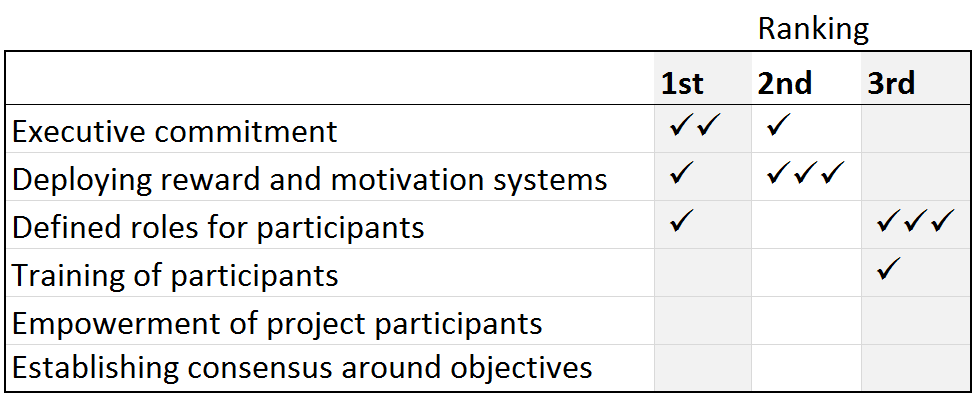 Ranking
1st 2nd 3rd
Executive commitment ✓✓ ✓
Deploying reward and motivation systems ✓ ✓✓✓
Defined roles for participants ✓ ✓✓✓
Training of participants ✓
Empowerment of project participants
Establishing consensus around objectives